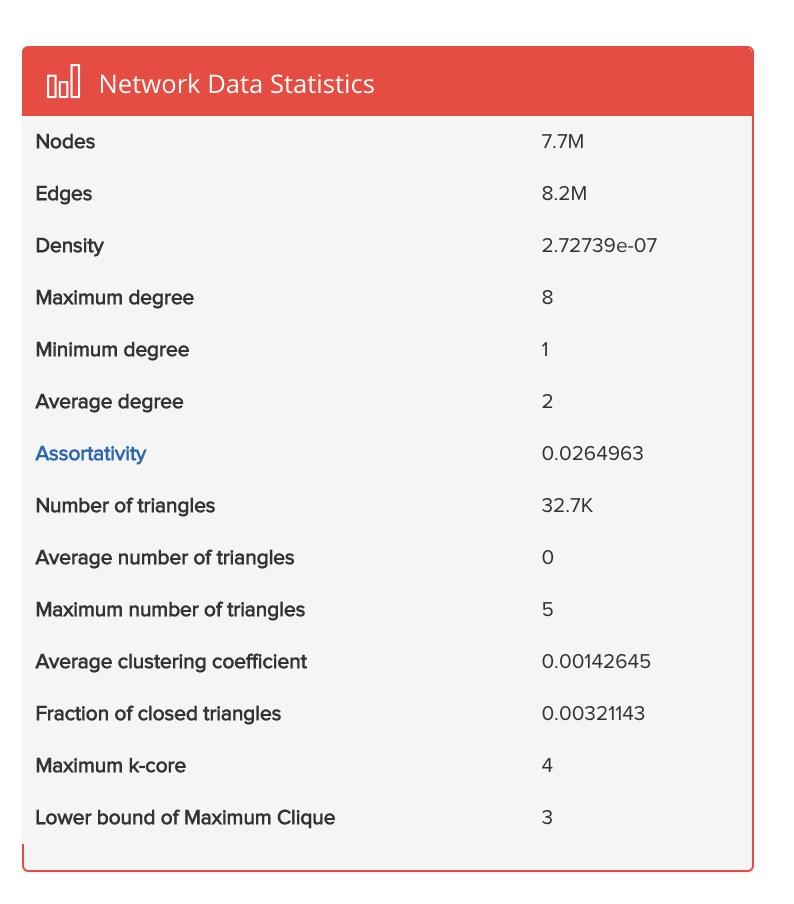 Network Data Statistics
Nodes 7.7M
Edges 8.2M
Density 2.72739e-07
Maximum degree 8
Minimum degree 1
Average degree 2
Assortativity 0.0264963
Number of triangles 32.7K
Average number of triangles 0
Maximum number of triangles 5
Average clustering coefficient 0.00142645
Fraction of closed triangles 0.00321143
Maximum k-core 4
Lower bound of Maximum Clique 3